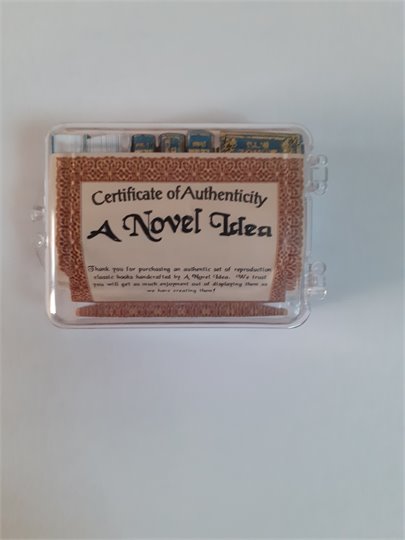 Certificate of Authenticity
A Novel Idea
Thank you for purchasing an authentic set of reproduction
classic books handcrafted by A Novel Idea. We trust
you will get as much enjoyment out of displaying them as
we have creating them!